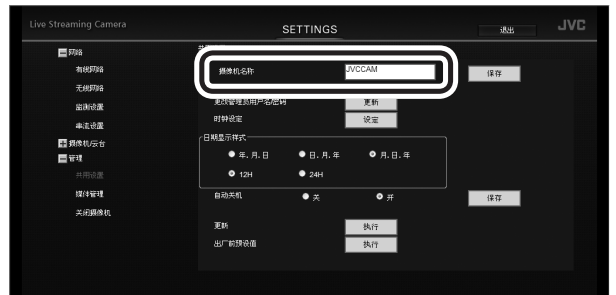 Live Streaming Camera
SETTINGS
退出
JVC
网络
有线网路
无线网路
监测设置
串流设置
摄像机/云台
管理
共用设置
媒体管理
关闭摄像机
摄像机名称 JVCCAM 保存
更改管理员用户名/密码 更新
时钟设定 设定
日期显示样式
年.月.日 日.月.年 月.日.年
12H 24H
自动关机 关 开 保存
更新 执行
出厂前预设值 执行